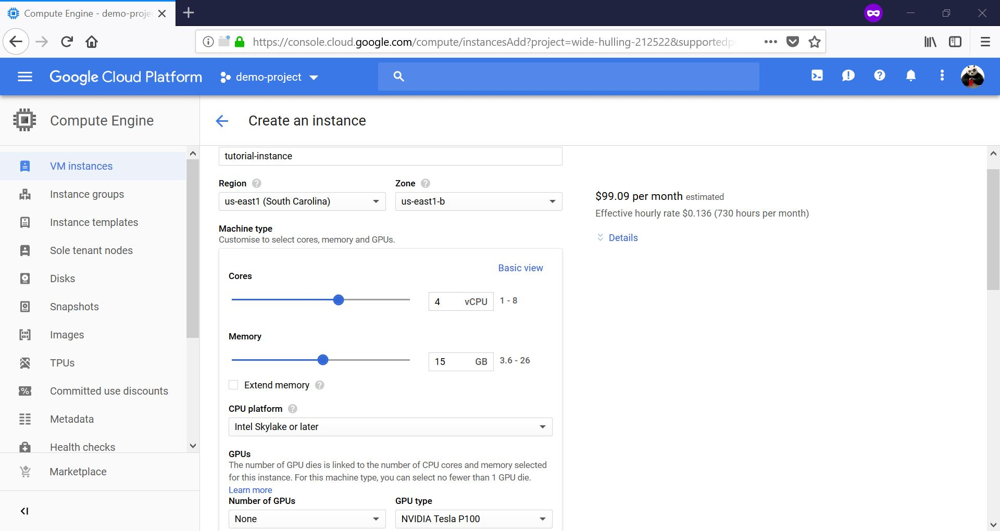 Compute Engine - demo-proje
https://console.cloud.google.com/compute/instancesAdd?project=wide-hulling-212522&supportedp
Google Cloud Platform
demo-project
Compute Engine
Create an instance
VM instances
Instance groups
Instance templates
Sole tenant nodes
Disks
Snapshots
Images
TPUs
Committed use discounts
Metadata
Health checks
Marketplace
tutorial-instance
Region
Zone
us-east1 (South Carolina)
us-east1-b
Machine type
Customise to select cores, memory and GPUs.
Basic view
Cores
4 vCPU 1 - 8
Memory
15 GB 3.6 - 26
Extend memory
CPU platform
Intel Skylake or later
GPUs
The number of GPU dies is linked to the number of CPU cores and memory selected
for this instance. For this machine type, you can select no fewer than 1 GPU die.
Learn more
Number of GPUs
GPU type
None
NVIDIA Tesla P100
$99.09 per month estimated
Effective hourly rate $0.136 (730 hours per month)
Details